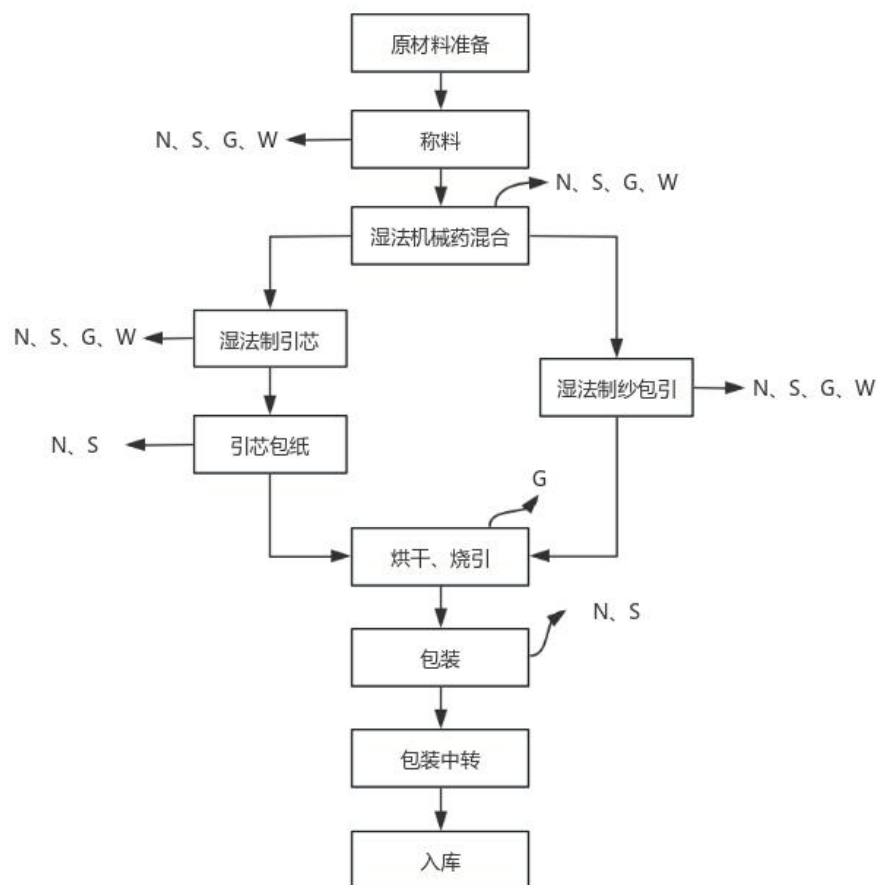 原材料准备
称料
N、S、G、W
湿法机械药混合
N、S、G、W
湿法制引芯
N、S、G、W
湿法制纱包引
N、S、G、W
引芯包纸
N、S
G
烘干、烧引
N、S
包装
包装中转
入库